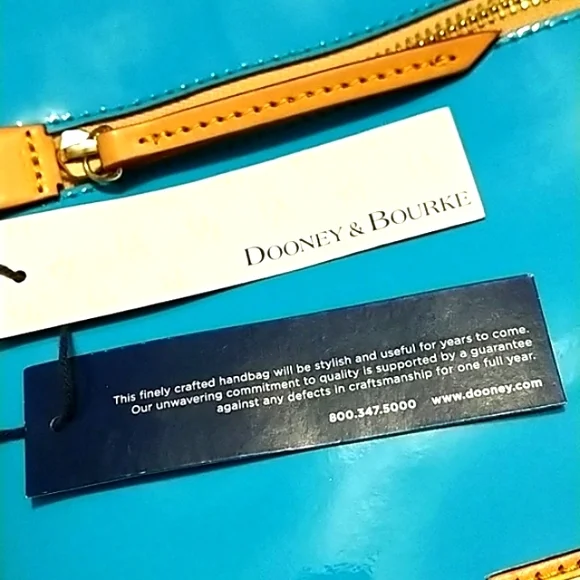 DOONEY & BOURKE
This finely crafted handbag will be stylish and useful for years to come.
Our unwavering commitment to quality is supported by a guarantee
against any defects in craftsmanship for one full year.
800.347.5000 www.dooney.com